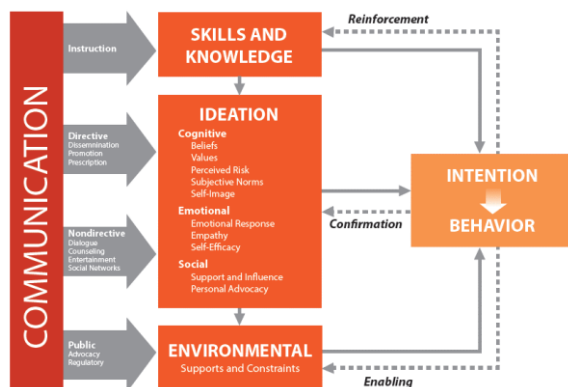 COMMUNICATION
Instruction
Directive
Dissemination
Promotion
Prescription
Nondirective
Dialogue
Counseling
Entertainment
Social Networks
Public
Advocacy
Regulatory
SKILLS AND
KNOWLEDGE
IDEATION
Cognitive
Beliefs
Values
Perceived Risk
Subjective Norms
Self-Image
Emotional
Emotional Response
Empathy
Self-Efficacy
Social
Support and Influence
Personal Advocacy
ENVIRONMENTAL
Supports and Constraints
Reinforcement
INTENTION
BEHAVIOR
Confirmation
Enabling